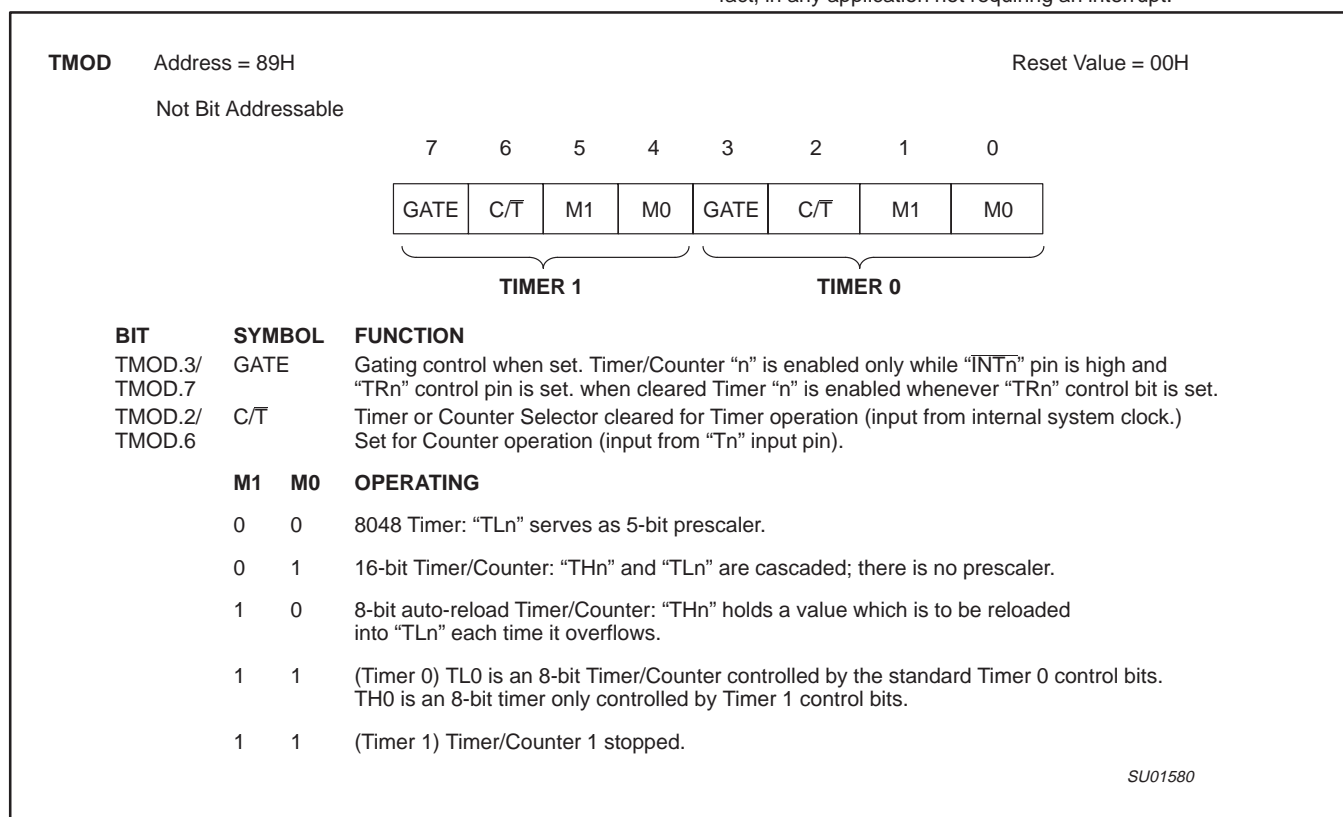 fact, in any application not requiring an interrupt.
TMOD Address = 89H Reset Value = 00H
Not Bit Addressable
7 6 5 4 3 2 1 0
GATE C/T̅ M1 M0 GATE C/T̅ M1 M0
TIMER 1 TIMER 0
BIT SYMBOL FUNCTION
TMOD.3/ GATE Gating control when set. Timer/Counter “n” is enabled only while “I̅N̅T̅n̅” pin is high and
TMOD.7 “TRn” control pin is set. when cleared Timer “n” is enabled whenever “TRn” control bit is set.
TMOD.2/ C/T̅ Timer or Counter Selector cleared for Timer operation (input from internal system clock.)
TMOD.6 Set for Counter operation (input from “Tn” input pin).
M1 M0 OPERATING
0 0 8048 Timer: “TLn” serves as 5-bit prescaler.
0 1 16-bit Timer/Counter: “THn” and “TLn” are cascaded; there is no prescaler.
1 0 8-bit auto-reload Timer/Counter: “THn” holds a value which is to be reloaded
into “TLn” each time it overflows.
1 1 (Timer 0) TL0 is an 8-bit Timer/Counter controlled by the standard Timer 0 control bits.
TH0 is an 8-bit timer only controlled by Timer 1 control bits.
1 1 (Timer 1) Timer/Counter 1 stopped.
SU01580